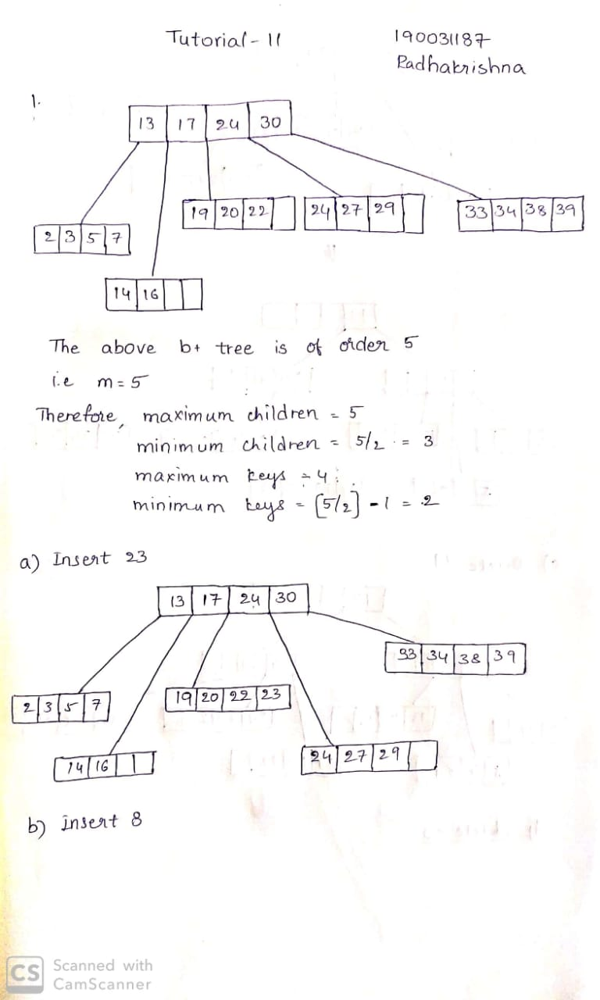 Tutorial - 11
190031187
Radhakrishna
1.
13 17 24 30
19 20 22
24 27 29
33 34 38 39
2 3 5 7
14 16
The above b+ tree is of order 5
i.e m = 5
Therefore, maximum children = 5
minimum children = 5/2 = 3
maximum keys = 4
minimum keys = [5/2] - 1 = 2
a) Insert 23
13 17 24 30
33 34 38 39
2 3 5 7
19 20 22 23
14 16
24 27 29
b) insert 8
CS Scanned with
CamScanner